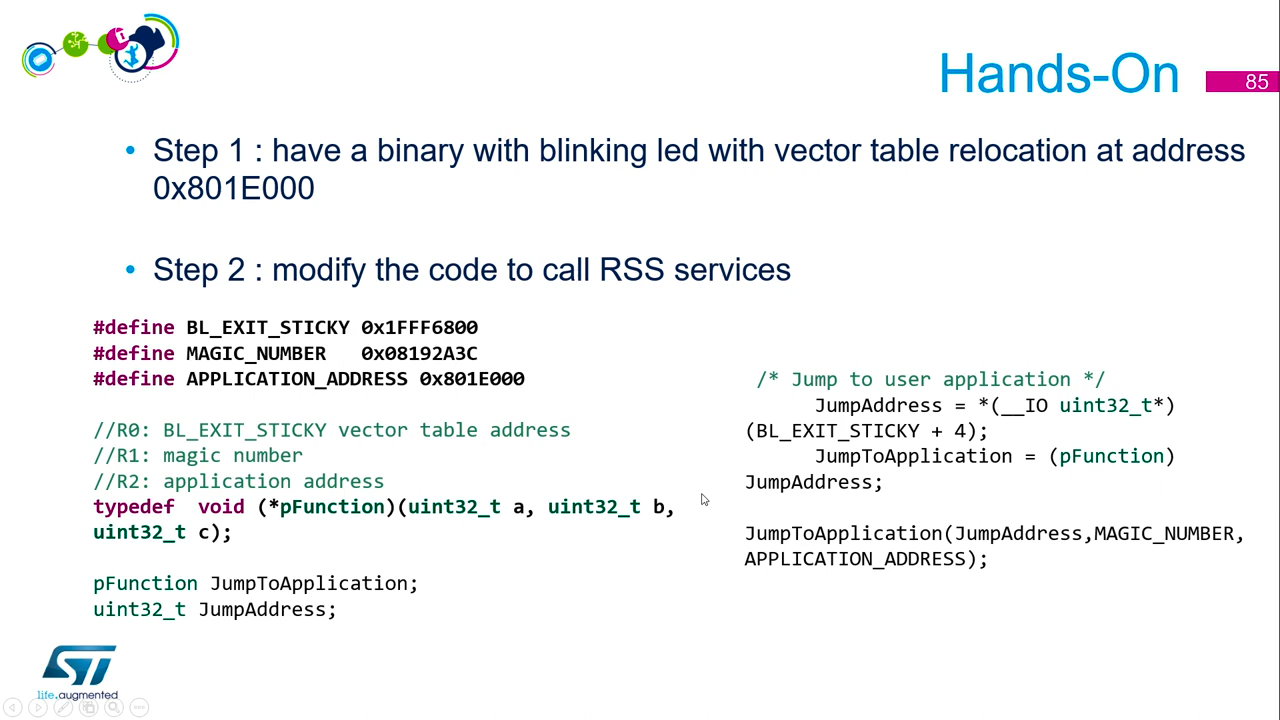 Hands-On
85
• Step 1 : have a binary with blinking led with vector table relocation at address
0x801E000
• Step 2 : modify the code to call RSS services
#define BL_EXIT_STICKY 0x1FFF6800
#define MAGIC_NUMBER   0x08192A3C
#define APPLICATION_ADDRESS 0x801E000
//R0: BL_EXIT_STICKY vector table address
//R1: magic number
//R2: application address
typedef  void (*pFunction)(uint32_t a, uint32_t b,
uint32_t c);
pFunction JumpToApplication;
uint32_t JumpAddress;
/* Jump to user application */
JumpAddress = *(__IO uint32_t*)
(BL_EXIT_STICKY + 4);
JumpToApplication = (pFunction)
JumpAddress;
JumpToApplication(JumpAddress,MAGIC_NUMBER,
APPLICATION_ADDRESS);
ST
life.augmented